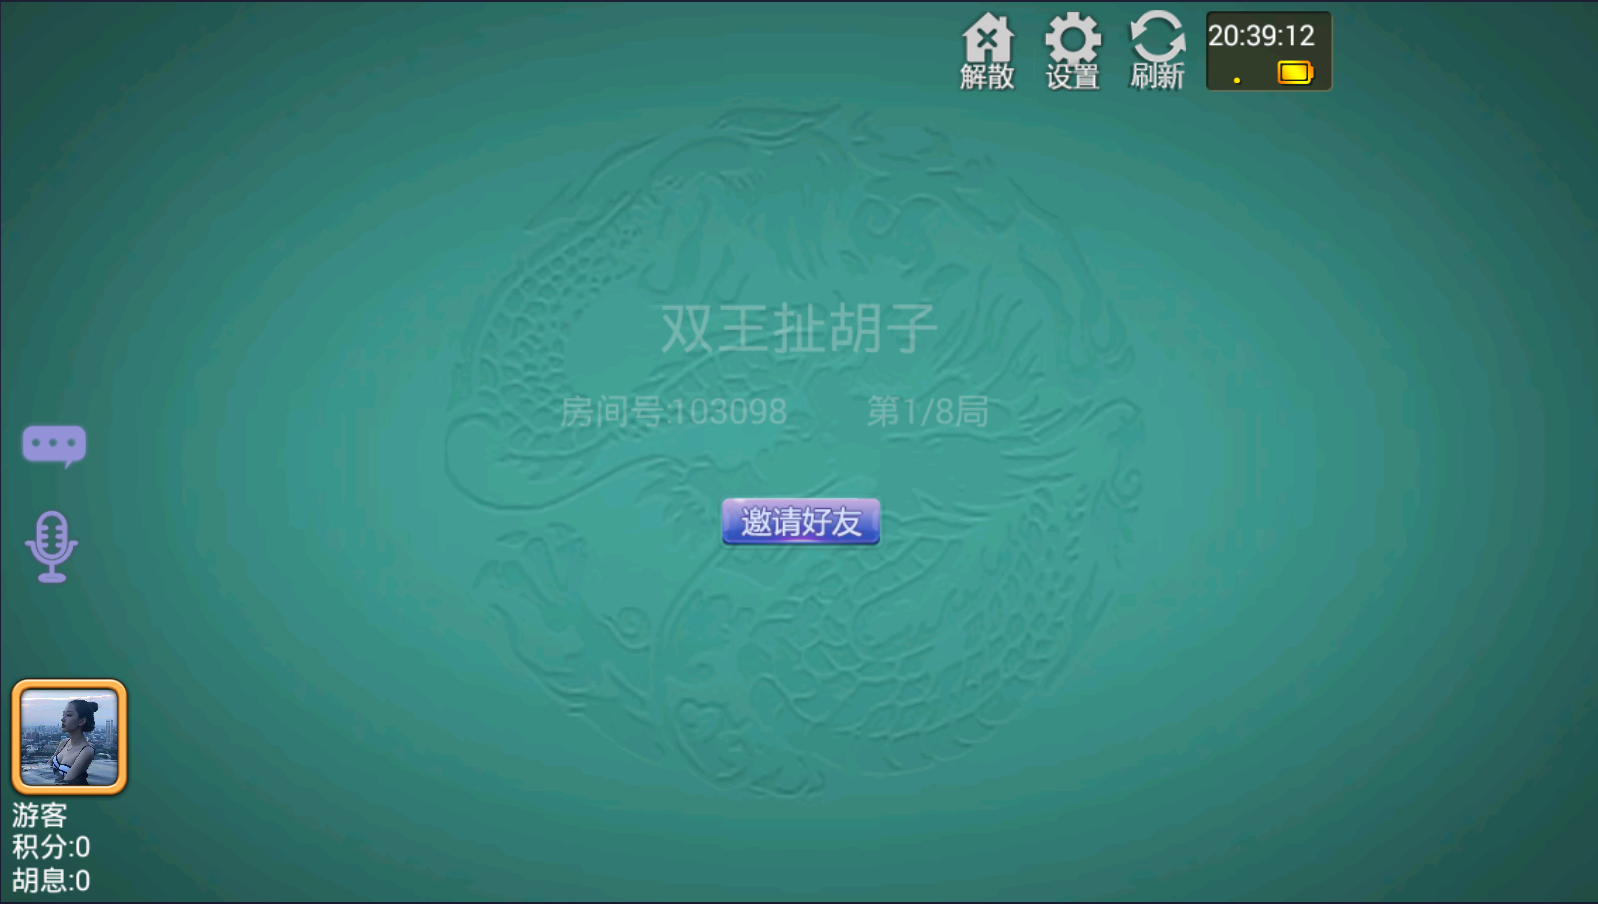 解散 设置 刷新 20:39:12
双王扯胡子
房间号:103098 第1/8局
邀请好友
游客
积分:0
胡息:0